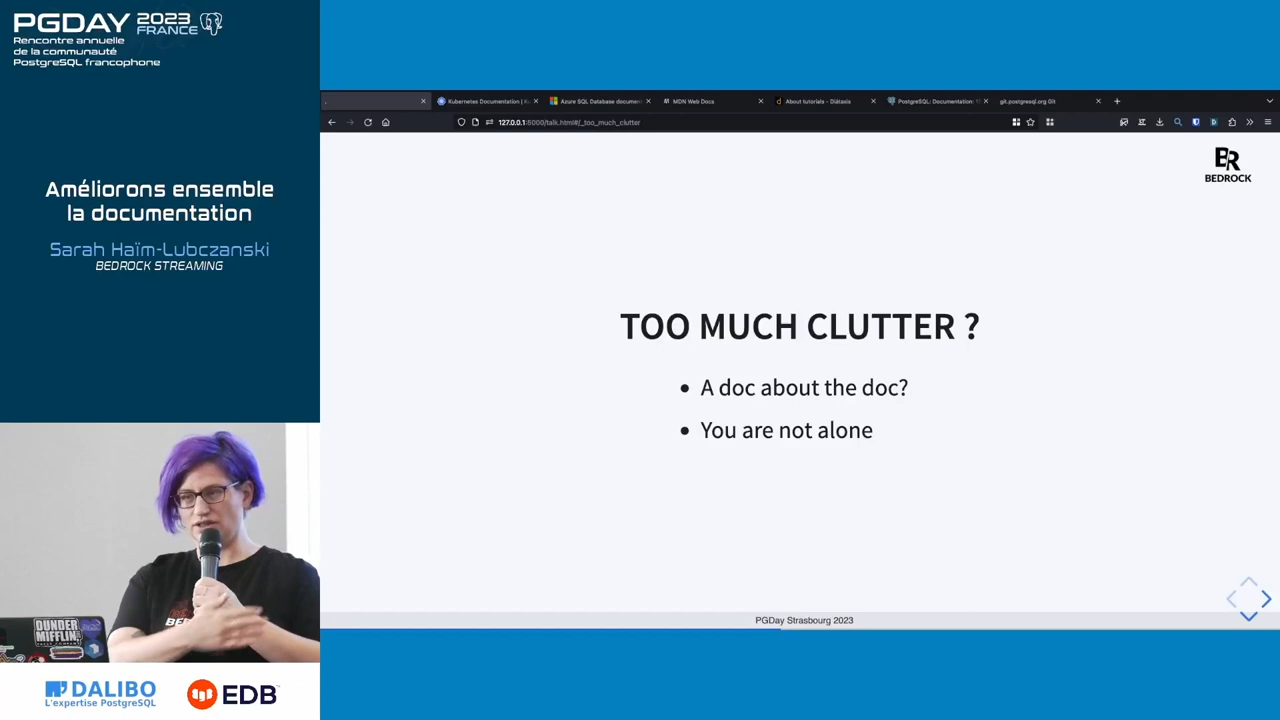 PGDAY 2023 FRANCE
Rencontre annuelle
de la communauté
PostgreSQL francophone
Améliorons ensemble
la documentation
Sarah Haïm-Lubczanski
BEDROCK STREAMING
Kubernetes Documentation | K
Azure SQL Database documen
MDN Web Docs
About tutorials - Diátaxis
PostgreSQL: Documentation:
git.postgresql.org Git
127.0.0.1:5000/talk.html#/_too_much_clutter
BR
BEDROCK
TOO MUCH CLUTTER ?
• A doc about the doc?
• You are not alone
PGDay Strasbourg 2023
DUNDER
MIFFLIN
DALIBO
L'expertise PostgreSQL
EDB